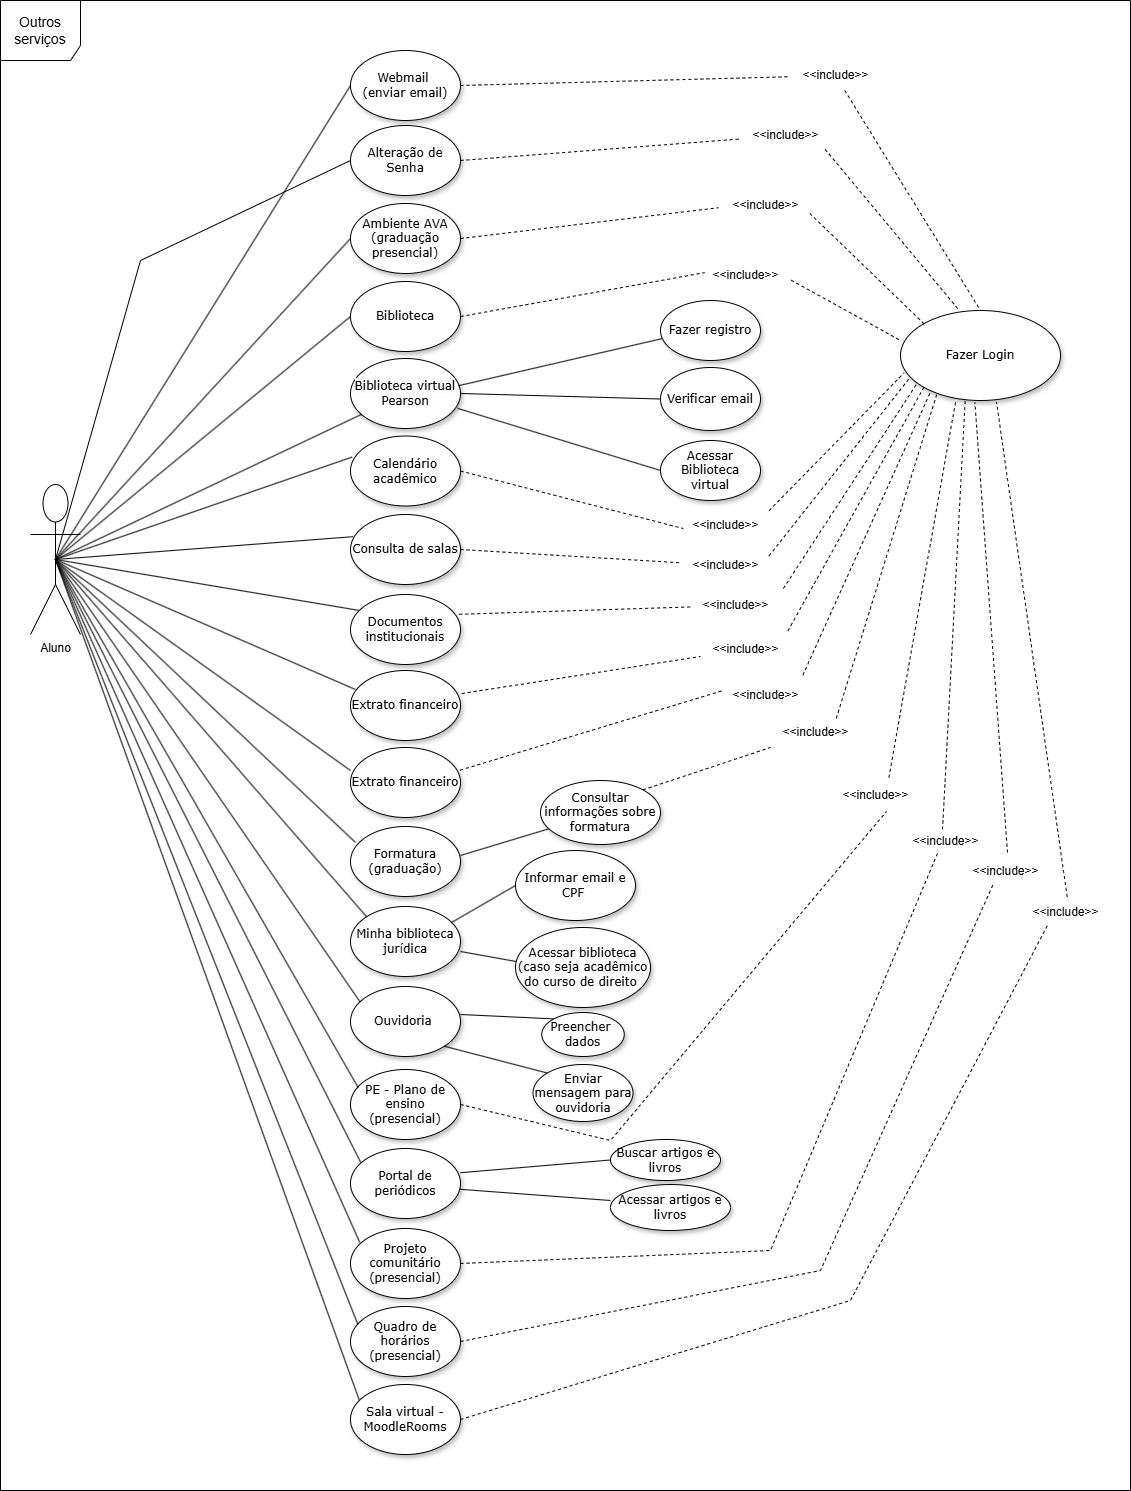 Outros
serviços
Webmail
(enviar email)
<<include>>
Alteração de
Senha
<<include>>
Ambiente AVA
(graduação
presencial)
<<include>>
Biblioteca
<<include>>
Fazer Login
Biblioteca virtual
Pearson
Fazer registro
Verificar email
Acessar
Biblioteca
virtual
Calendário
acadêmico
<<include>>
Consulta de salas
<<include>>
Documentos
institucionais
<<include>>
Aluno
Extrato financeiro
<<include>>
Extrato financeiro
<<include>>
Formatura
(graduação)
Consultar
informações sobre
formatura
<<include>>
Minha biblioteca
jurídica
Informar email e
CPF
Acessar biblioteca
(caso seja acadêmico
do curso de direito
Ouvidoria
Preencher
dados
Enviar
mensagem para
ouvidoria
PE - Plano de
ensino
(presencial)
<<include>>
Portal de
periódicos
Buscar artigos e
livros
Acessar artigos e
livros
Projeto
comunitário
(presencial)
<<include>>
Quadro de
horários
(presencial)
<<include>>
Sala virtual -
MoodleRooms
<<include>>